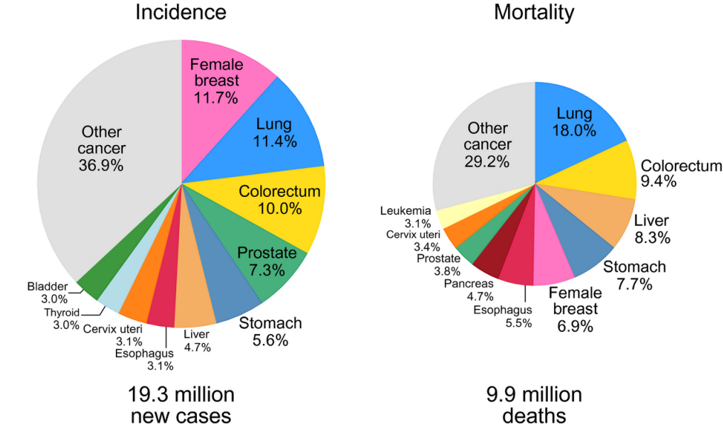 Incidence
Female
breast
11.7%
Lung
11.4%
Colorectum
10.0%
Prostate
7.3%
Stomach
5.6%
Liver
4.7%
Esophagus
3.1%
Cervix uteri
3.1%
Thyroid
3.0%
Bladder
3.0%
Other
cancer
36.9%
19.3 million
new cases
Mortality
Lung
18.0%
Colorectum
9.4%
Liver
8.3%
Stomach
7.7%
Female
breast
6.9%
Esophagus
5.5%
Pancreas
4.7%
Prostate
3.8%
Cervix uteri
3.4%
Leukemia
3.1%
Other
cancer
29.2%
9.9 million
deaths